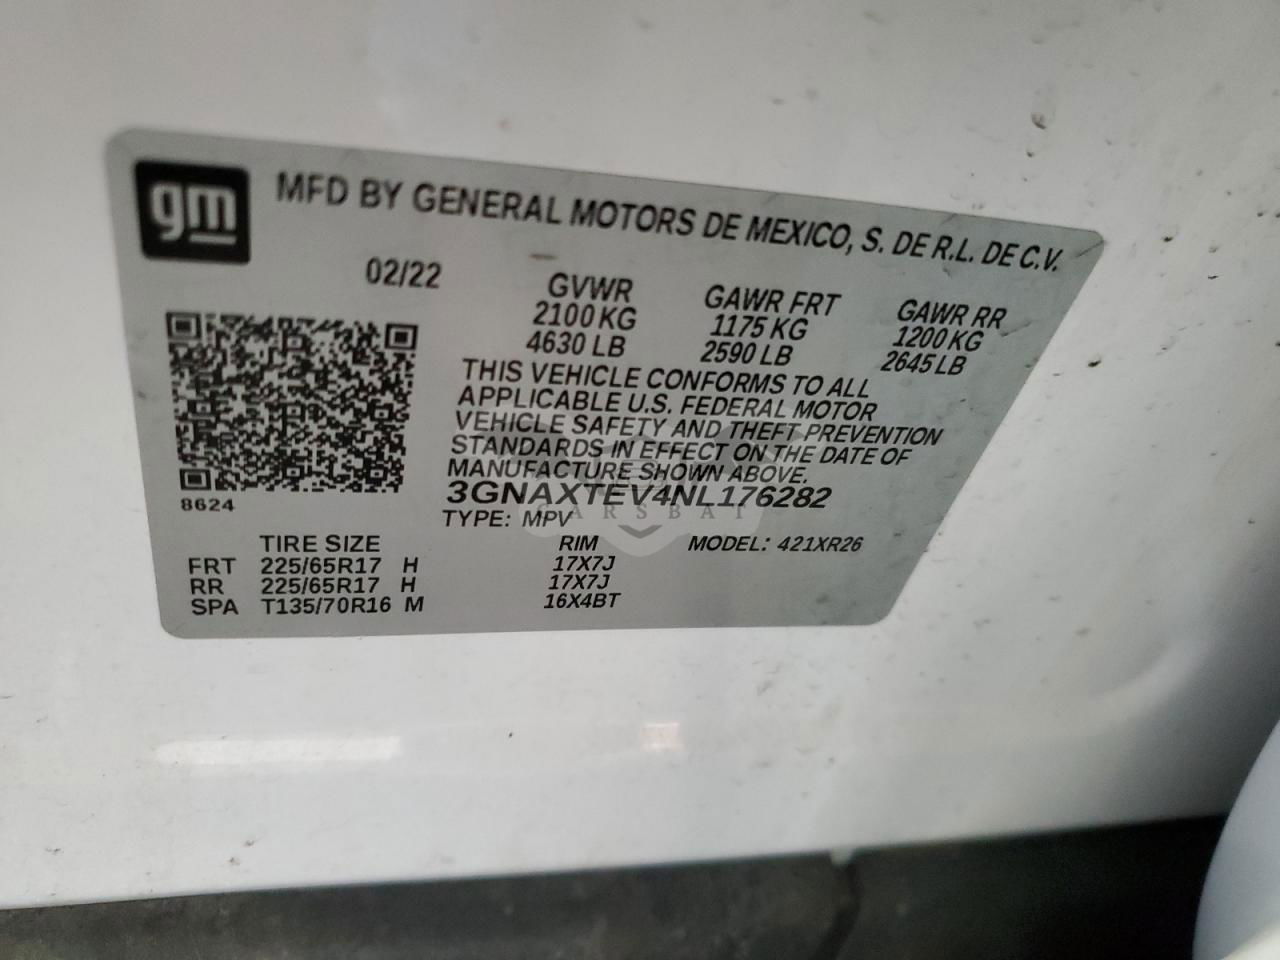 gm
MFD BY GENERAL MOTORS DE MEXICO, S. DE R.L. DE C.V.
02/22
GVWR GAWR FRT GAWR RR
2100 KG 1175 KG 1200 KG
4630 LB 2590 LB 2645 LB
THIS VEHICLE CONFORMS TO ALL
APPLICABLE U.S. FEDERAL MOTOR
VEHICLE SAFETY AND THEFT PREVENTION
STANDARDS IN EFFECT ON THE DATE OF
MANUFACTURE SHOWN ABOVE.
3GNAXTEV4NL176282
8624
CARSBAT
TYPE: MPV
TIRE SIZE RIM MODEL: 421XR26
FRT 225/65R17 H 17X7J
RR 225/65R17 H 17X7J
SPA T135/70R16 M 16X4BT